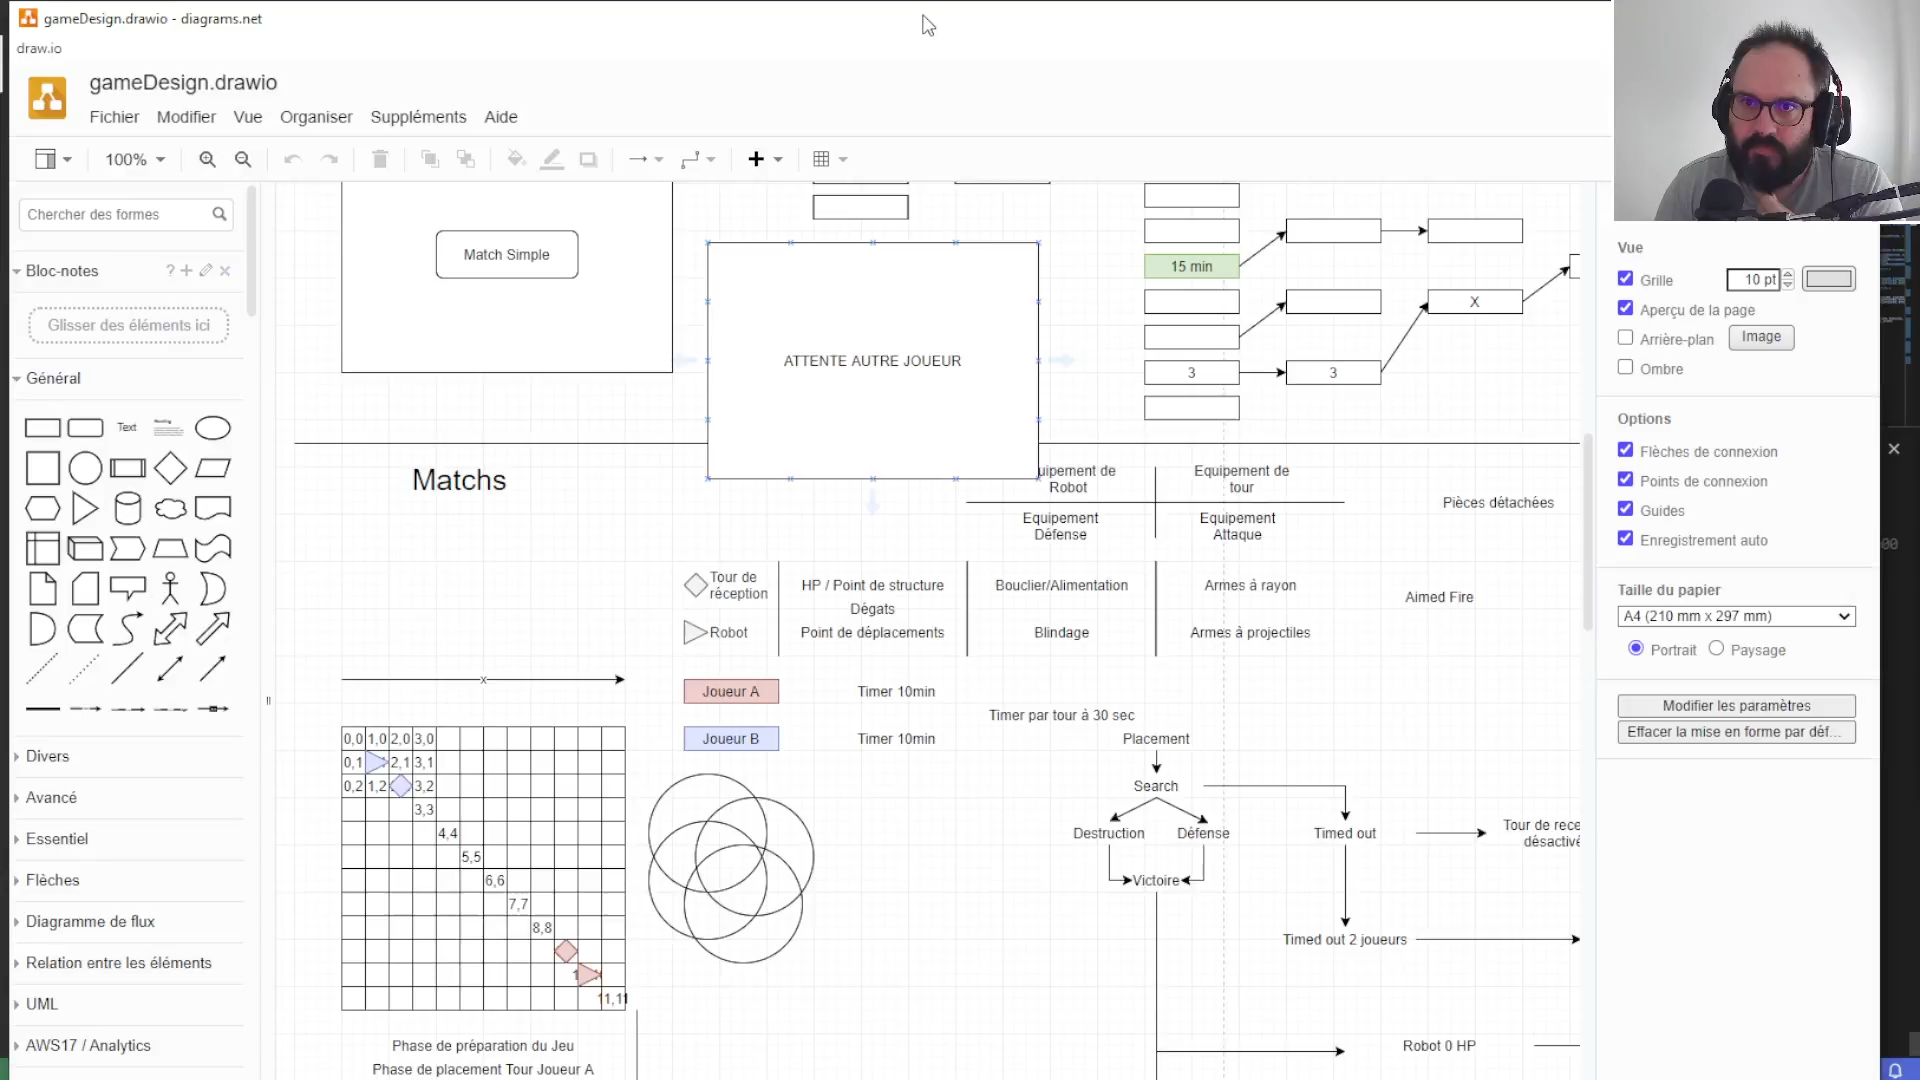 gameDesign.drawio - diagrams.net
draw.io
gameDesign.drawio
Fichier Modifier Vue Organiser Suppléments Aide
100%
Chercher des formes
Bloc-notes
?
Glisser des éléments ici
Général
Text
Divers
Avancé
Essentiel
Flèches
Diagramme de flux
Relation entre les éléments
UML
AWS17 / Analytics
Match Simple
ATTENTE AUTRE JOUEUR
15 min
X
3
3
Matchs
uipement de
Robot
Equipement de
tour
Equipement
Défense
Equipement
Attaque
Pièces détachées
Tour de
réception
Robot
HP / Point de structure
Dégats
Point de déplacements
Bouclier/Alimentation
Blindage
Armes à rayon
Armes à projectiles
Aimed Fire
x
Joueur A
Timer 10min
Joueur B
Timer 10min
Timer par tour à 30 sec
0,0 1,0 2,0 3,0
0,1 2,1 3,1
0,2 1,2 3,2
3,3
4,4
5,5
6,6
7,7
8,8
11,11
Placement
Search
Destruction
Défense
Victoire
Timed out
Tour de rece
désactivé
Timed out 2 joueurs
Robot 0 HP
Phase de préparation du Jeu
Phase de placement Tour Joueur A
Vue
Grille
10 pt
Aperçu de la page
Arrière-plan
Image
Ombre
Options
Flèches de connexion
Points de connexion
Guides
Enregistrement auto
Taille du papier
A4 (210 mm x 297 mm)
Portrait
Paysage
Modifier les paramètres
Effacer la mise en forme par déf...